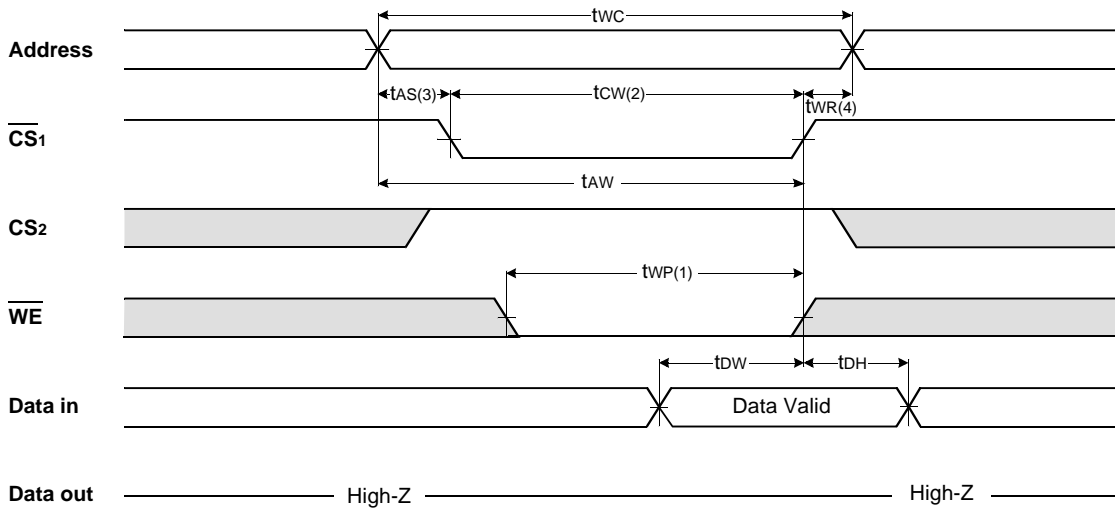 tWC
Address
tAS(3) tCW(2) tWR(4)
CS1
tAW
CS2
tWP(1)
WE
tDW tDH
Data in Data Valid
Data out High-Z High-Z